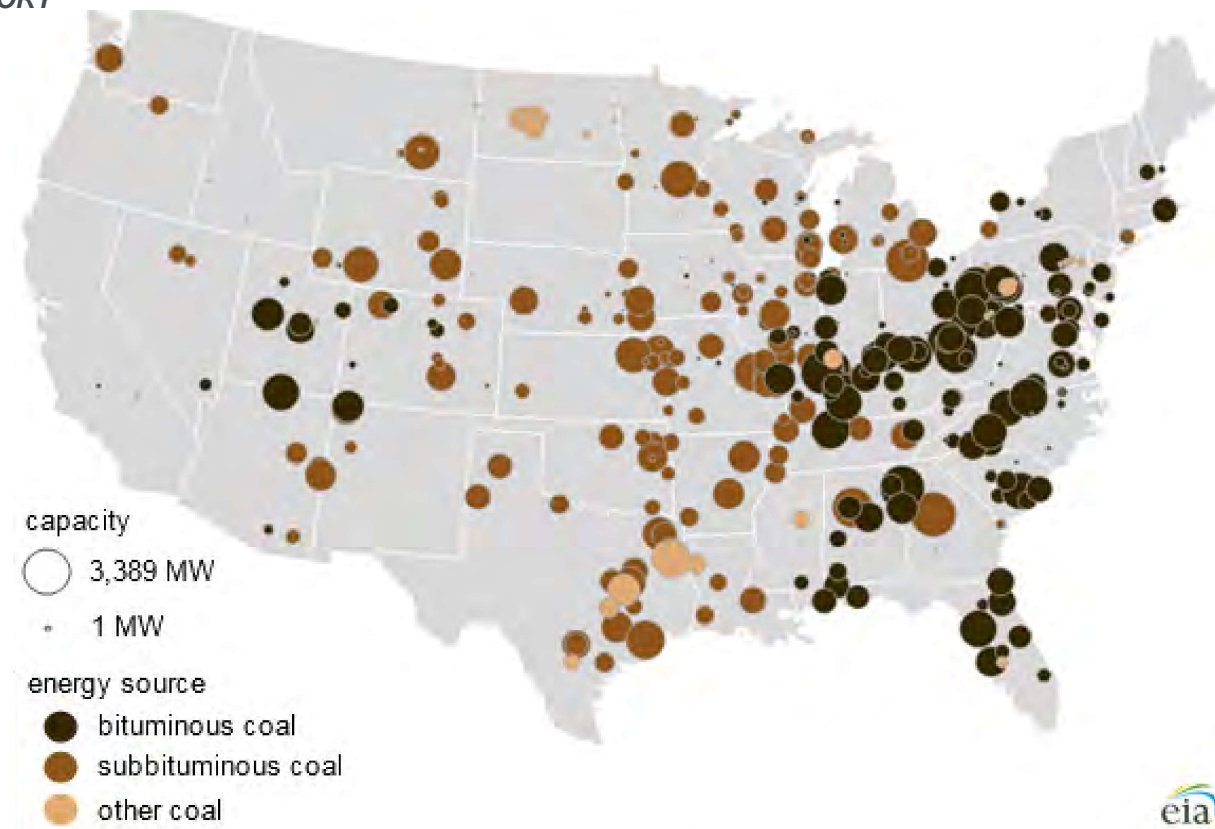 capacity
3,389 MW
1 MW
energy source
bituminous coal
subbituminous coal
other coal
eia